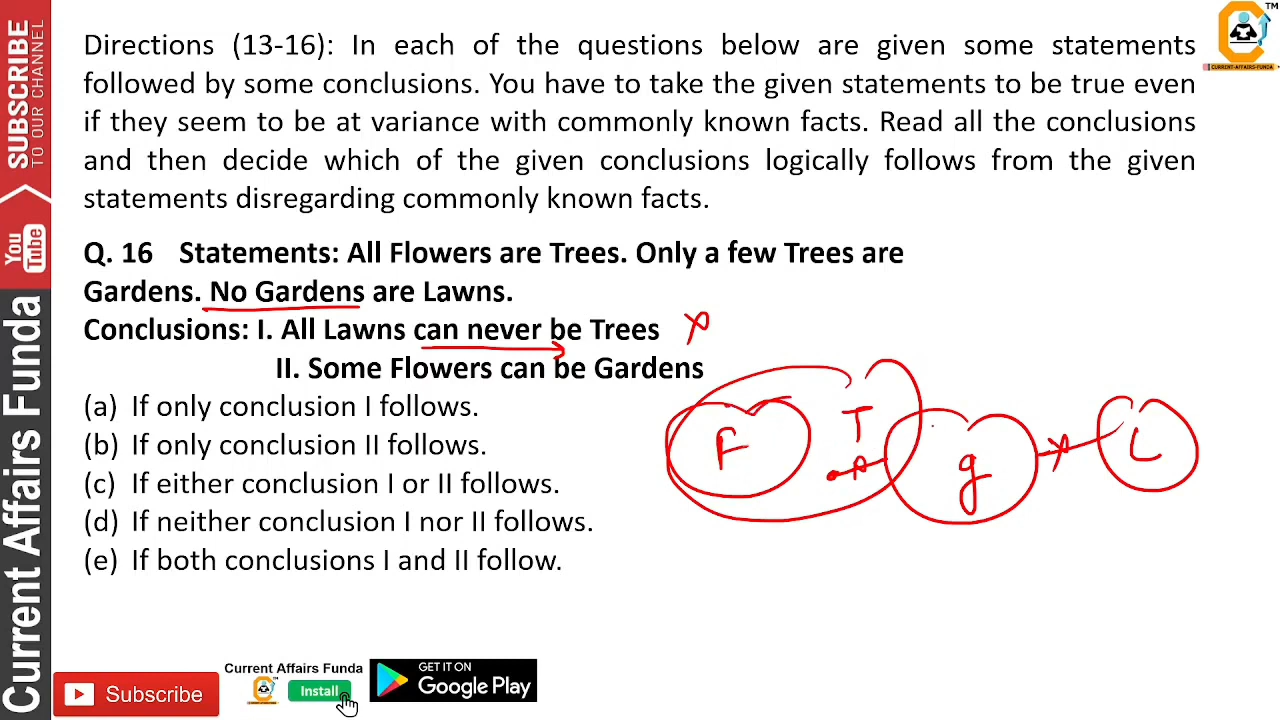 SUBSCRIBE
TO OUR CHANNEL
You Tube
Current Affairs Funda
TM
CURRENT-AFFAIRS-FUNDA
Directions (13-16): In each of the questions below are given some statements
followed by some conclusions. You have to take the given statements to be true even
if they seem to be at variance with commonly known facts. Read all the conclusions
and then decide which of the given conclusions logically follows from the given
statements disregarding commonly known facts.
Q. 16 Statements: All Flowers are Trees. Only a few Trees are
Gardens. No Gardens are Lawns.
Conclusions: I. All Lawns can never be Trees
II. Some Flowers can be Gardens
(a) If only conclusion I follows.
(b) If only conclusion II follows.
(c) If either conclusion I or II follows.
(d) If neither conclusion I nor II follows.
(e) If both conclusions I and II follow.
F T g L
Subscribe
Current Affairs Funda
Install
GET IT ON
Google Play